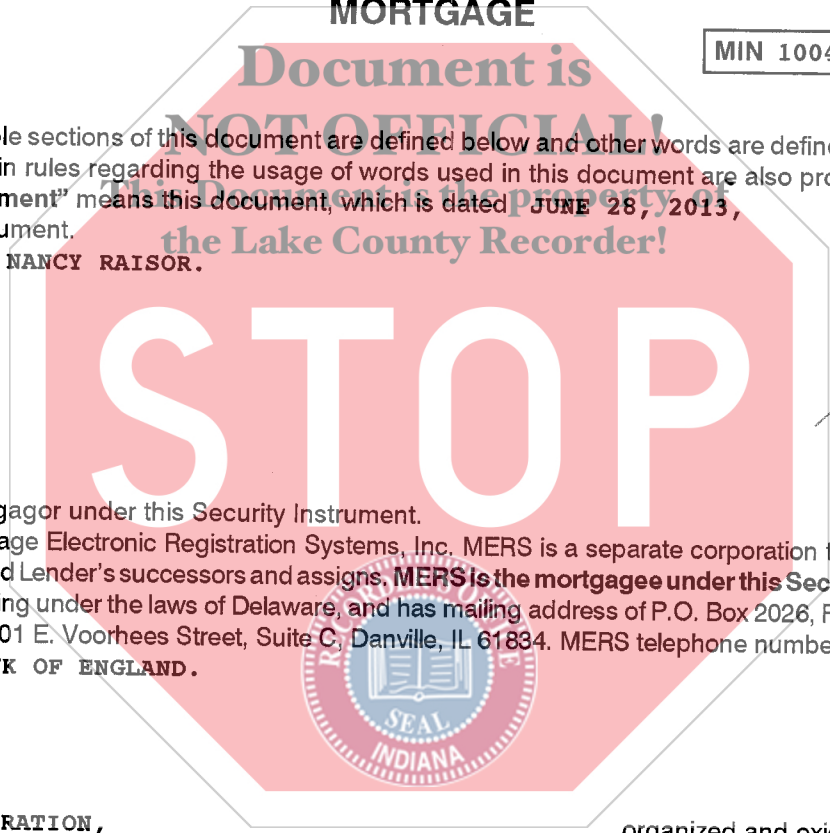 MORTGAGE
MIN 1004
Document is
NOT OFFICIAL!
le sections of this document are defined below and other words are define
in rules regarding the usage of words used in this document are also pro
This Document is the property of
ment” means this document, which is dated JUNE 28, 2013,
ument.
the Lake County Recorder!
NANCY RAISOR.
STOP
gagor under this Security Instrument.
age Electronic Registration Systems, Inc. MERS is a separate corporation
d Lender's successors and assigns. MERS is the mortgagee under this Sec
ing under the laws of Delaware, and has mailing address of P.O. Box 2026, F
01 E. Voorhees Street, Suite C, Danville, IL 61834. MERS telephone numbe
K OF ENGLAND.
RECORDER'S OFFICE
SEAL
INDIANA
RATION,
organized and exi